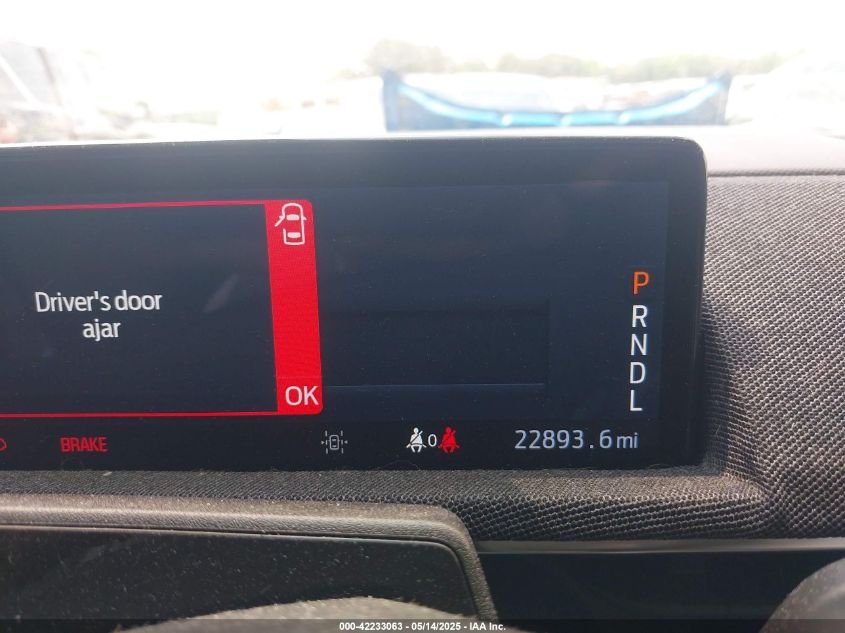 Driver's door
ajar
OK
P
R
N
D
L
BRAKE
0
22893.6 mi
000-42233063 - 05/14/2025 - IAA Inc.